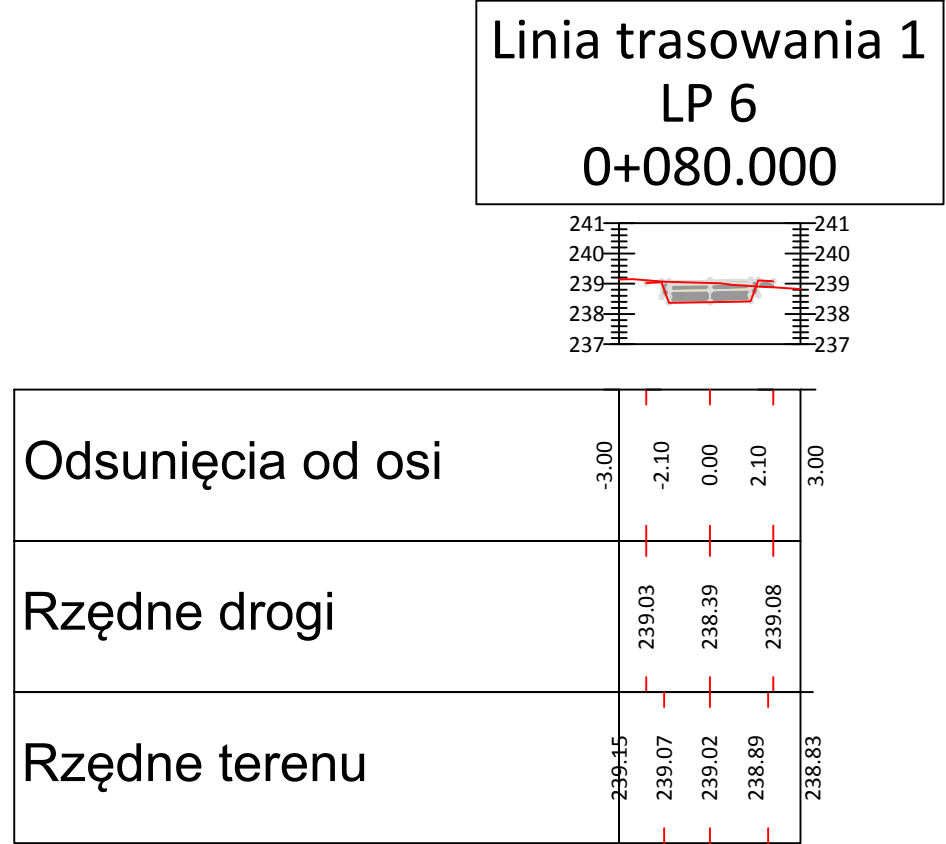 Linia trasowania 1
LP 6
0+080.000
241 241
240 240
239 239
238 238
237 237
Odsunięcia od osi -3.00 -2.10 0.00 2.10 3.00
Rzędne drogi 239.03 238.39 239.08
Rzędne terenu 239.15 239.07 239.02 238.89 238.83